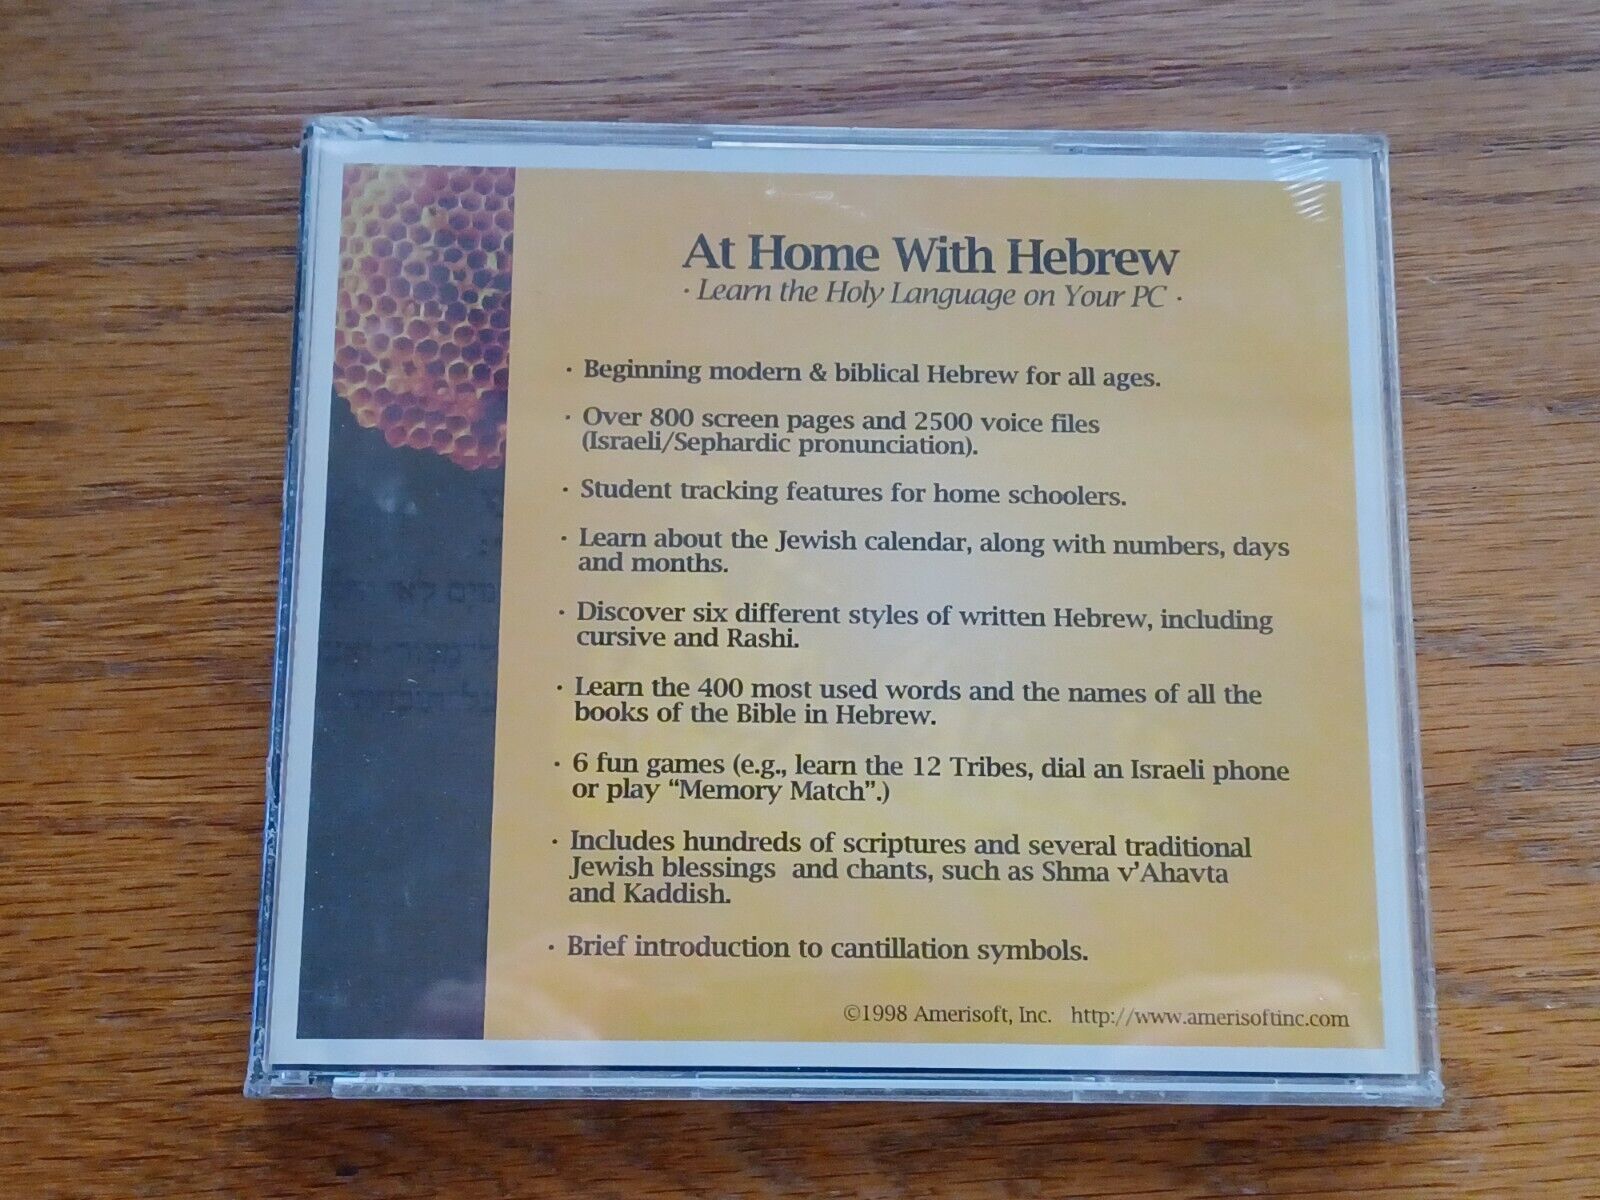 At Home With Hebrew
· Learn the Holy Language on Your PC ·
· Beginning modern & biblical Hebrew for all ages.
· Over 800 screen pages and 2500 voice files
(Israeli/Sephardic pronunciation).
· Student tracking features for home schoolers.
· Learn about the Jewish calendar, along with numbers, days
and months.
· Discover six different styles of written Hebrew, including
cursive and Rashi.
· Learn the 400 most used words and the names of all the
books of the Bible in Hebrew.
· 6 fun games (e.g., learn the 12 Tribes, dial an Israeli phone
or play “Memory Match”.)
· Includes hundreds of scriptures and several traditional
Jewish blessings and chants, such as Shma v’Ahavta
and Kaddish.
· Brief introduction to cantillation symbols.
©1998 Amerisoft, Inc. http://www.amerisoftinc.com